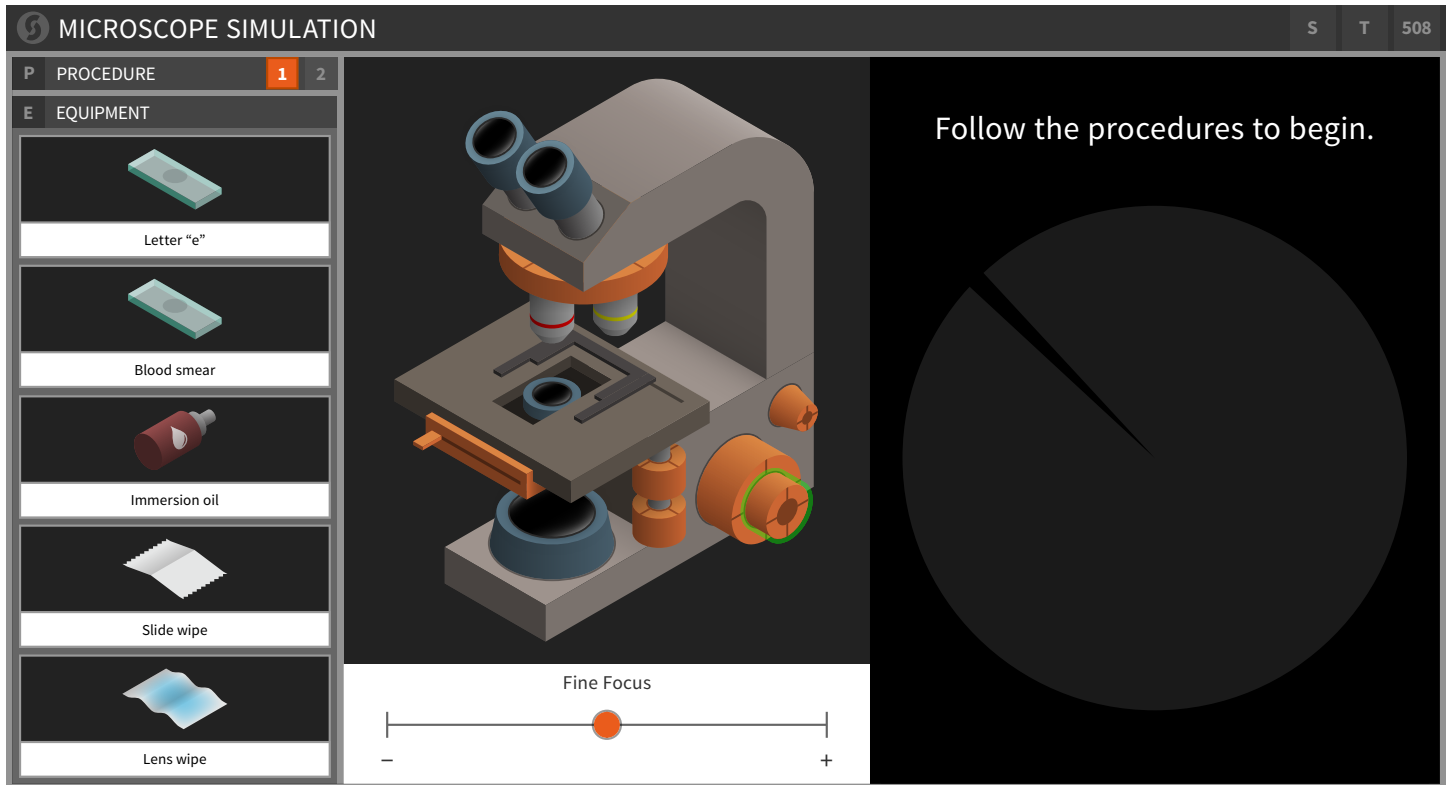 MICROSCOPE SIMULATION
S T 508
P PROCEDURE 1 2
E EQUIPMENT
Letter “e”
Blood smear
Immersion oil
Slide wipe
Lens wipe
Follow the procedures to begin.
Fine Focus
− +